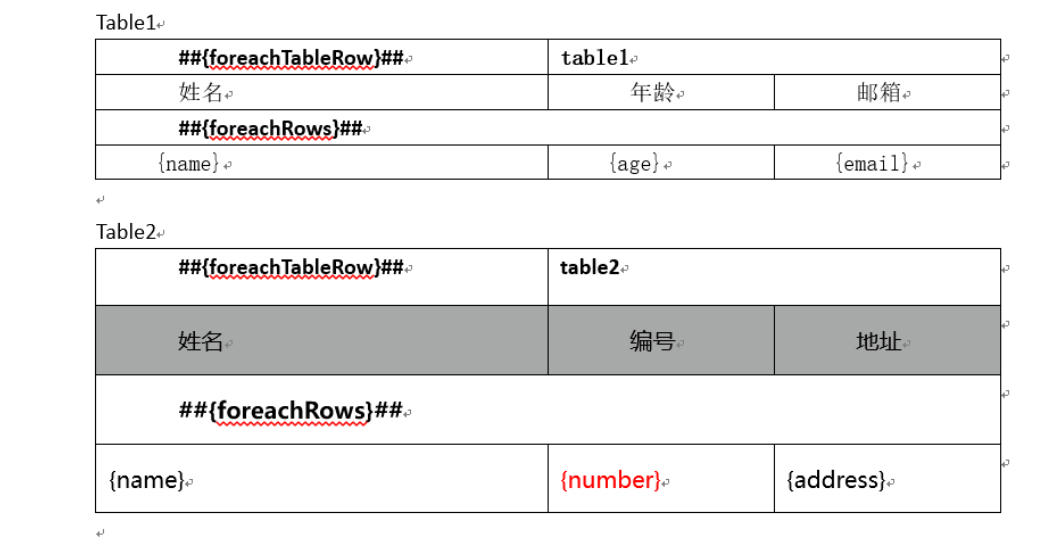 Table1
##{foreachTableRow}## table1
姓名 年龄 邮箱
##{foreachRows}##
{name} {age} {email}
Table2
##{foreachTableRow}## table2
姓名 编号 地址
##{foreachRows}##
{name} {number} {address}